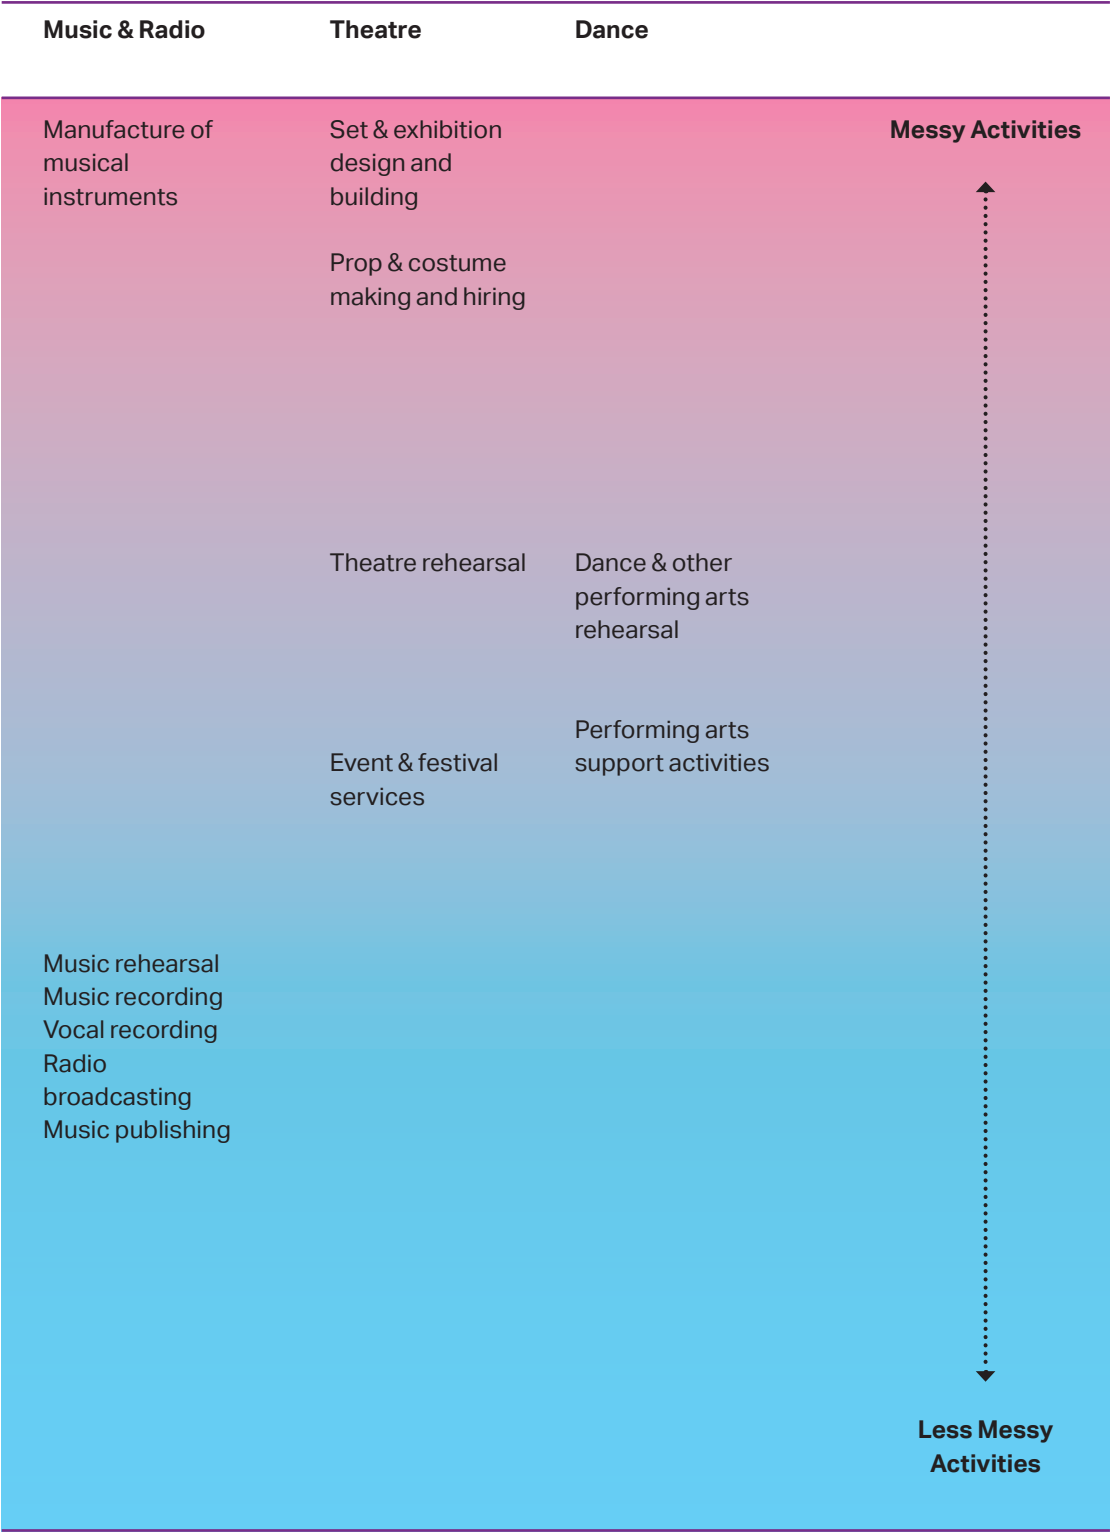 Music & Radio
Theatre
Dance
Manufacture of
musical
instruments
Set & exhibition
design and
building
Prop & costume
making and hiring
Messy Activities
Theatre rehearsal
Dance & other
performing arts
rehearsal
Event & festival
services
Performing arts
support activities
Music rehearsal
Music recording
Vocal recording
Radio
broadcasting
Music publishing
Less Messy
Activities